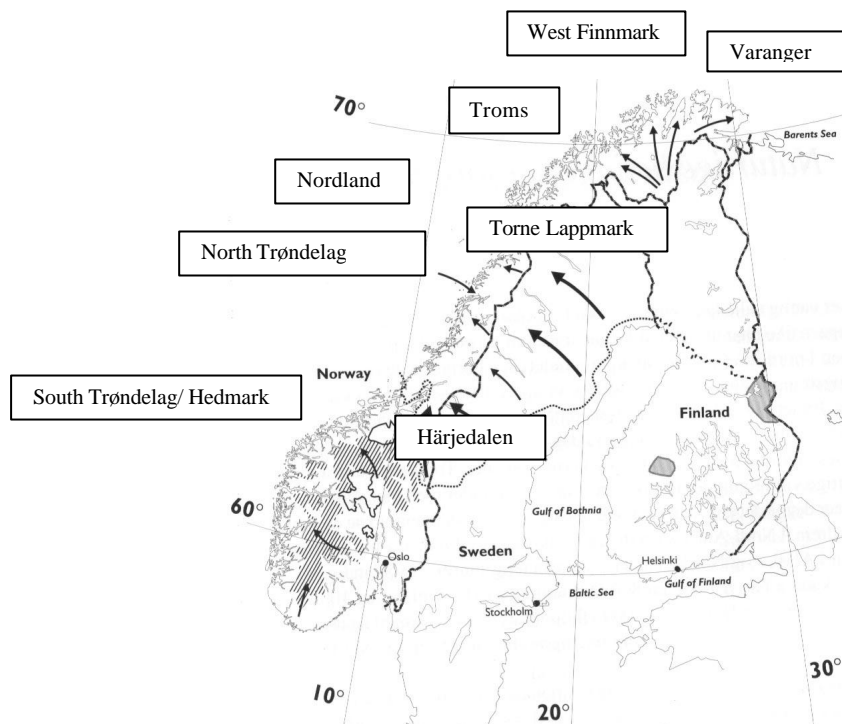 West Finnmark
Varanger
Troms
70°
Barents Sea
Nordland
Torne Lappmark
North Trøndelag
Norway
South Trøndelag/ Hedmark
Finland
Härjedalen
60°
Gulf of Bothnia
Oslo
Sweden
Helsinki
Gulf of Finland
Baltic Sea
Stockholm
30°
10°
20°